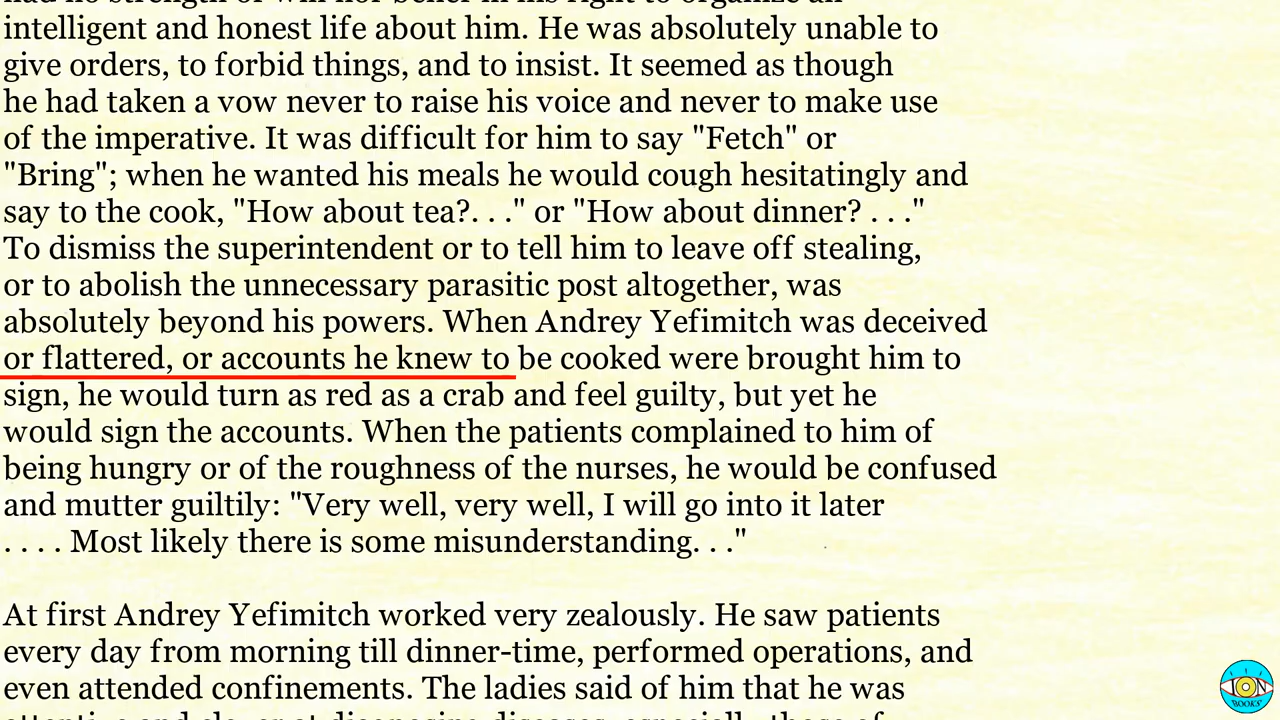 intelligent and honest life about him. He was absolutely unable to
give orders, to forbid things, and to insist. It seemed as though
he had taken a vow never to raise his voice and never to make use
of the imperative. It was difficult for him to say "Fetch" or
"Bring"; when he wanted his meals he would cough hesitatingly and
say to the cook, "How about tea?. . ." or "How about dinner? . . ."
To dismiss the superintendent or to tell him to leave off stealing,
or to abolish the unnecessary parasitic post altogether, was
absolutely beyond his powers. When Andrey Yefimitch was deceived
or flattered, or accounts he knew to be cooked were brought him to
sign, he would turn as red as a crab and feel guilty, but yet he
would sign the accounts. When the patients complained to him of
being hungry or of the roughness of the nurses, he would be confused
and mutter guiltily: "Very well, very well, I will go into it later
. . . . Most likely there is some misunderstanding. . ."
At first Andrey Yefimitch worked very zealously. He saw patients
every day from morning till dinner-time, performed operations, and
even attended confinements. The ladies said of him that he was
ION
BOOKS